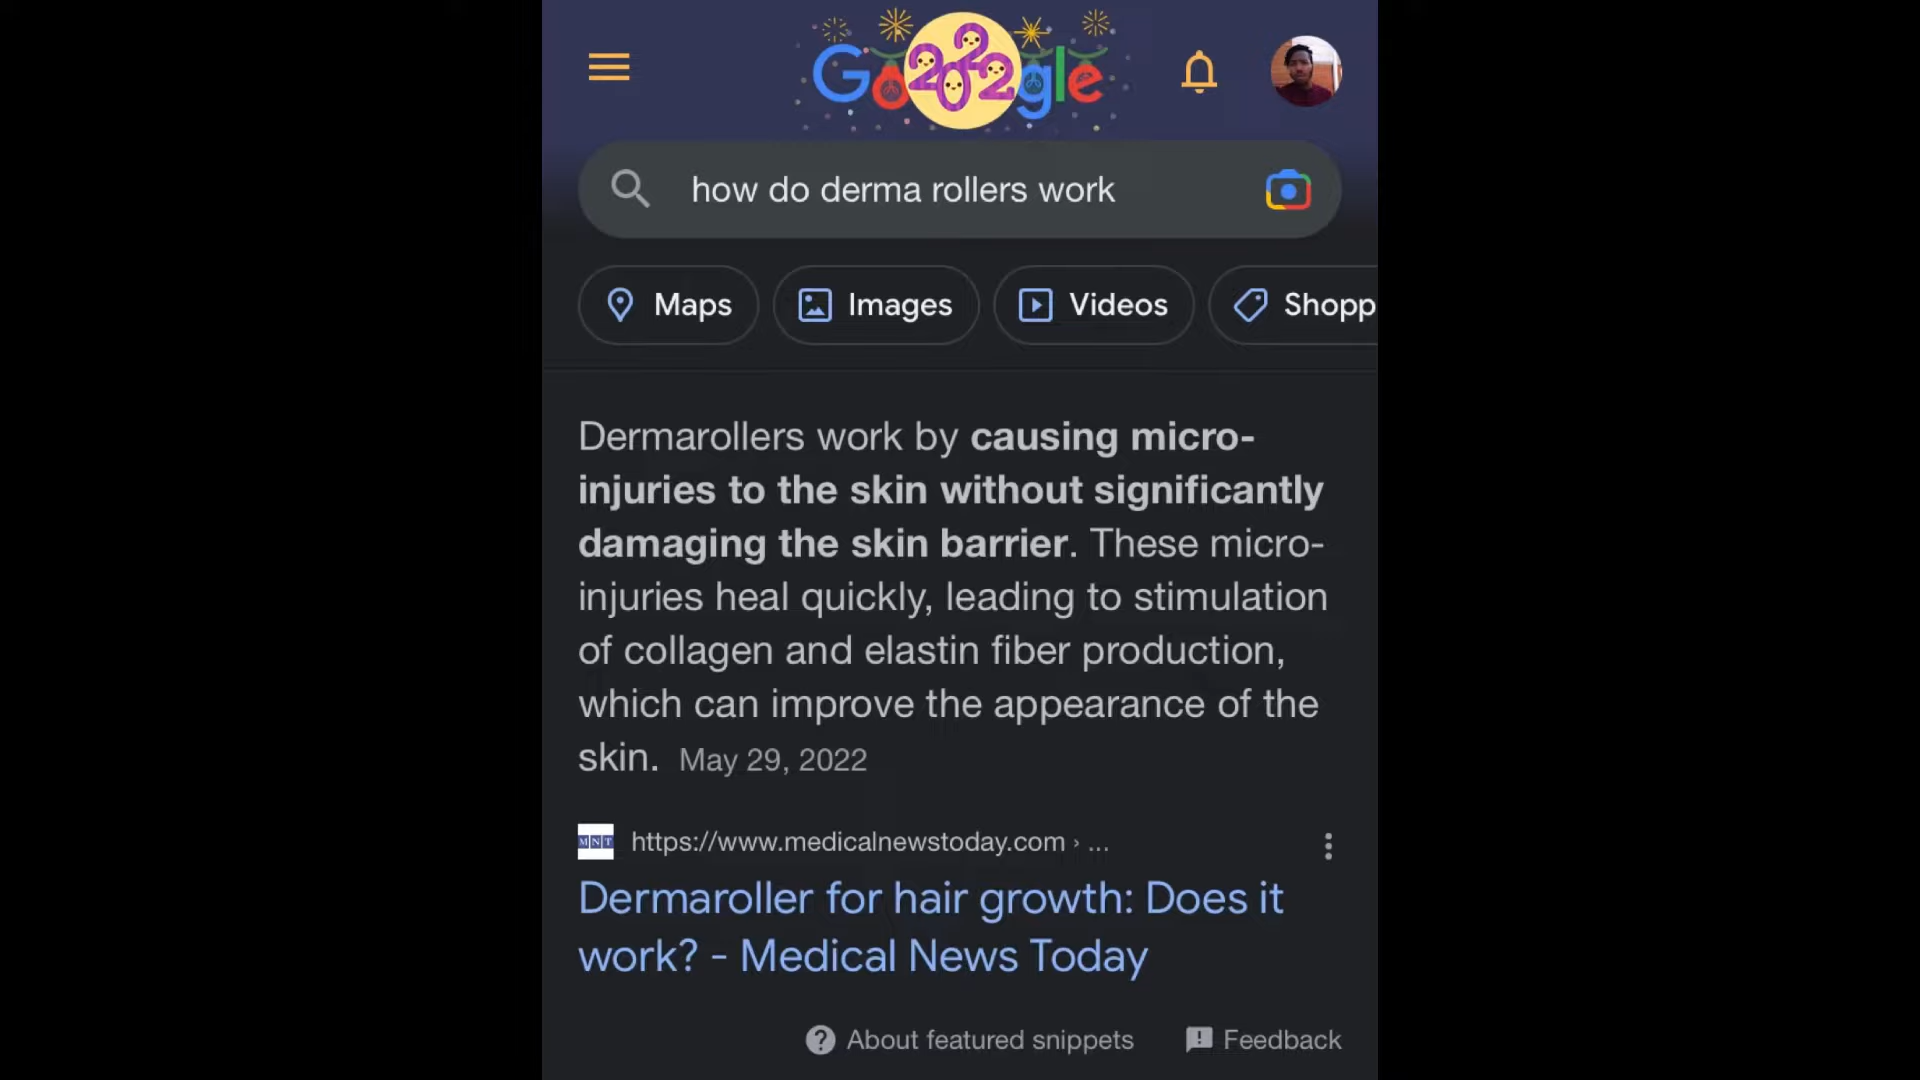 Go2022gle
how do derma rollers work
Maps
Images
Videos
Shopp
Dermarollers work by causing micro-
injuries to the skin without significantly
damaging the skin barrier. These micro-
injuries heal quickly, leading to stimulation
of collagen and elastin fiber production,
which can improve the appearance of the
skin. May 29, 2022
MNT https://www.medicalnewstoday.com › ...
Dermaroller for hair growth: Does it
work? - Medical News Today
About featured snippets
Feedback